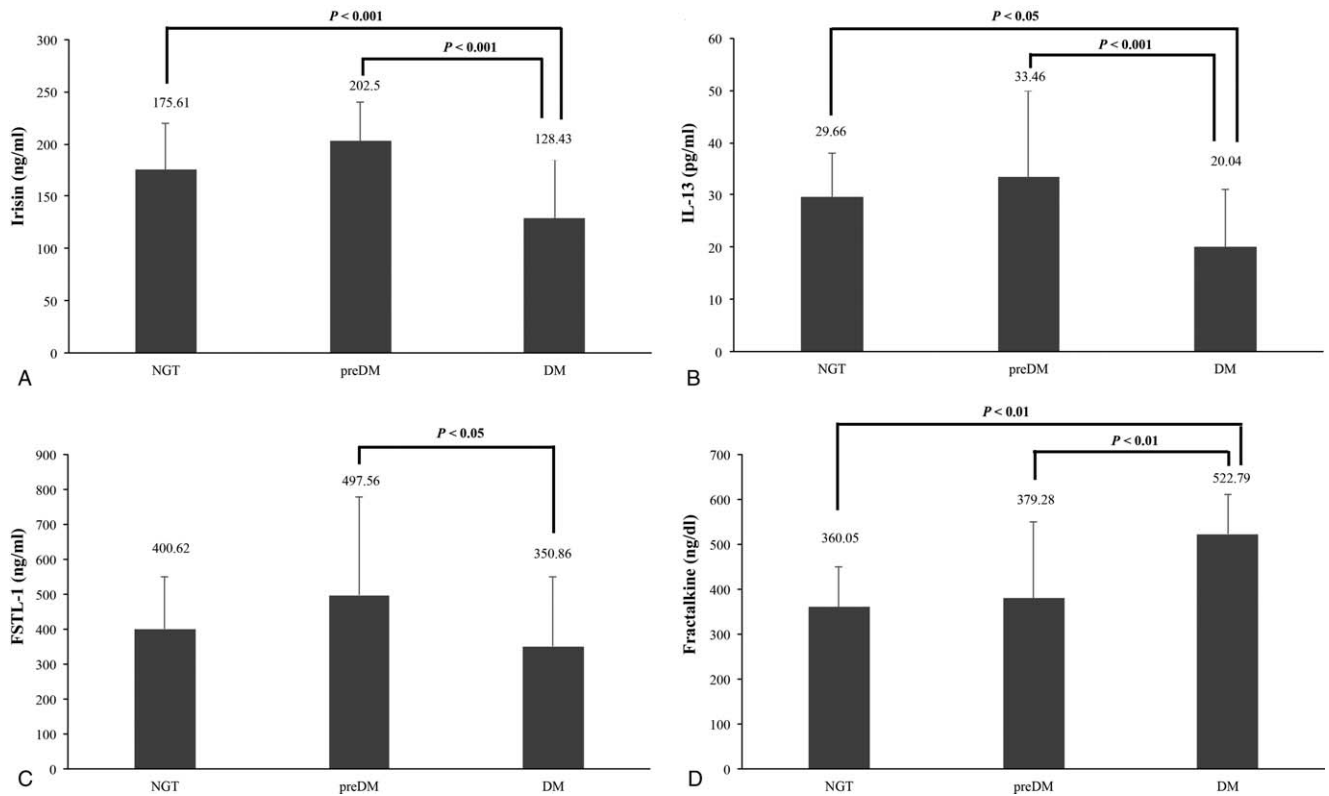 P < 0.001
P < 0.001
300
250
200
150
100
50
0
Irisin (ng/ml)
175.61
202.5
128.43
NGT
preDM
DM
A
P < 0.05
P < 0.001
60
50
40
30
20
10
0
IL-13 (pg/ml)
29.66
33.46
20.04
NGT
preDM
DM
B
P < 0.05
900
800
700
600
500
400
300
200
100
0
FSTL-1 (ng/ml)
400.62
497.56
350.86
NGT
preDM
DM
C
P < 0.01
P < 0.01
700
600
500
400
300
200
100
0
Fractalkine (ng/dl)
360.05
379.28
522.79
NGT
preDM
DM
D